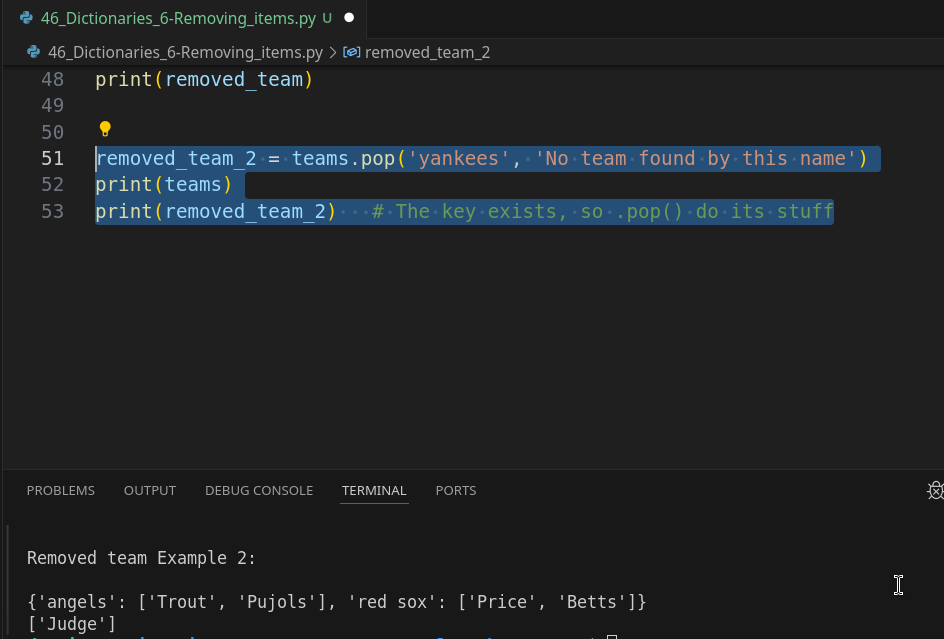 46_Dictionaries_6-Removing_items.py U
46_Dictionaries_6-Removing_items.py > removed_team_2
48 print(removed_team)
49
50
51 removed_team_2 = teams.pop('yankees', 'No team found by this name')
52 print(teams)
53 print(removed_team_2)   # The key exists, so .pop() do its stuff
PROBLEMS OUTPUT DEBUG CONSOLE TERMINAL PORTS
Removed team Example 2:
{'angels': ['Trout', 'Pujols'], 'red sox': ['Price', 'Betts']}
['Judge']